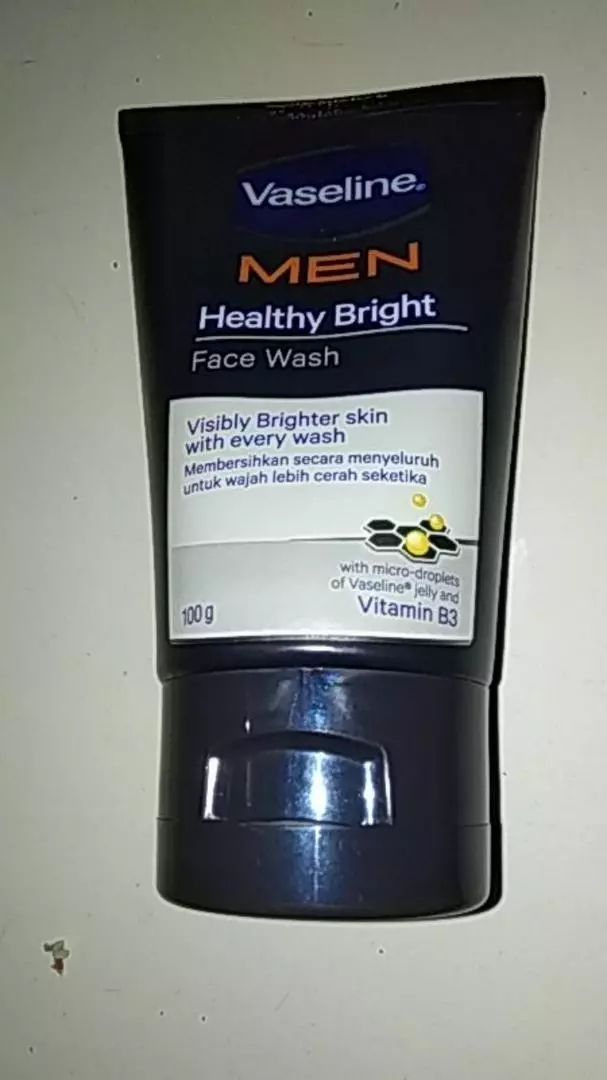 Vaseline®
MEN
Healthy Bright
Face Wash
Visibly Brighter skin
with every wash
Membersihkan secara menyeluruh
untuk wajah lebih cerah seketika
with micro-droplets
of Vaseline® jelly and
Vitamin B3
100 g